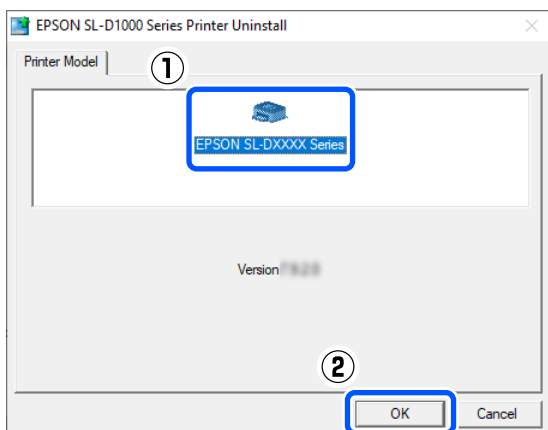 EPSON SL-D1000 Series Printer Uninstall
Printer Model
①
EPSON SL-DXXXX Series
Version
②
OK
Cancel